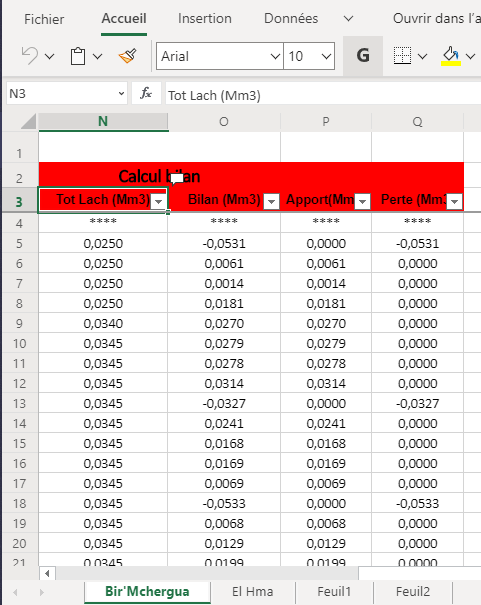 Fichier Accueil Insertion Données Ouvrir dans l'a
Arial 10 G A
N3 fx Tot Lach (Mm3)
N O P Q
1
2 Calcul bilan
3 Tot Lach (Mm3) Bilan (Mm3) Apport(Mm Perte (Mm
4 **** **** **** ****
5 0,0250 -0,0531 0,0000 -0,0531
6 0,0250 0,0061 0,0061 0,0000
7 0,0250 0,0014 0,0014 0,0000
8 0,0250 0,0181 0,0181 0,0000
9 0,0340 0,0270 0,0270 0,0000
10 0,0345 0,0279 0,0279 0,0000
11 0,0345 0,0278 0,0278 0,0000
12 0,0345 0,0314 0,0314 0,0000
13 0,0345 -0,0327 0,0000 -0,0327
14 0,0345 0,0241 0,0241 0,0000
15 0,0345 0,0168 0,0168 0,0000
16 0,0345 0,0169 0,0169 0,0000
17 0,0345 0,0069 0,0069 0,0000
18 0,0345 -0,0533 0,0000 -0,0533
19 0,0345 0,0068 0,0068 0,0000
20 0,0345 0,0129 0,0129 0,0000
21 0,0345 0,0199 0,0199 0,0000
Bir'Mchergua El Hma Feuil1 Feuil2